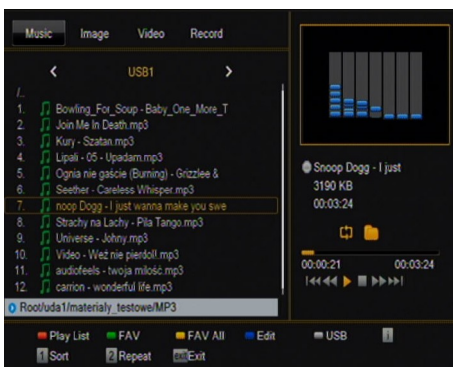 Music Image Video Record
USB1
/..
1. Bowling_For_Soup - Baby_One_More_T
2. Join Me In Death.mp3
3. Kury - Szatan.mp3
4. Lipali - 05 - Upadam.mp3
5. Ognia nie gaście (Burning) - Grizzlee &
6. Seether - Careless Whisper.mp3
7. noop Dogg - I just wanna make you swe
8. Strachy na Lachy - Piła Tango.mp3
9. Universe - Johny.mp3
10. Video - Weź nie pierdol!.mp3
11. audiofeels - twoja miłość.mp3
12. carrion - wonderful life.mp3
Root/uda1/materialy_testowe/MP3
Snoop Dogg - I just
3190 KB
00:03:24
00:00:21 00:03:24
Play List FAV FAV All Edit USB i
1 Sort 2 Repeat exit Exit